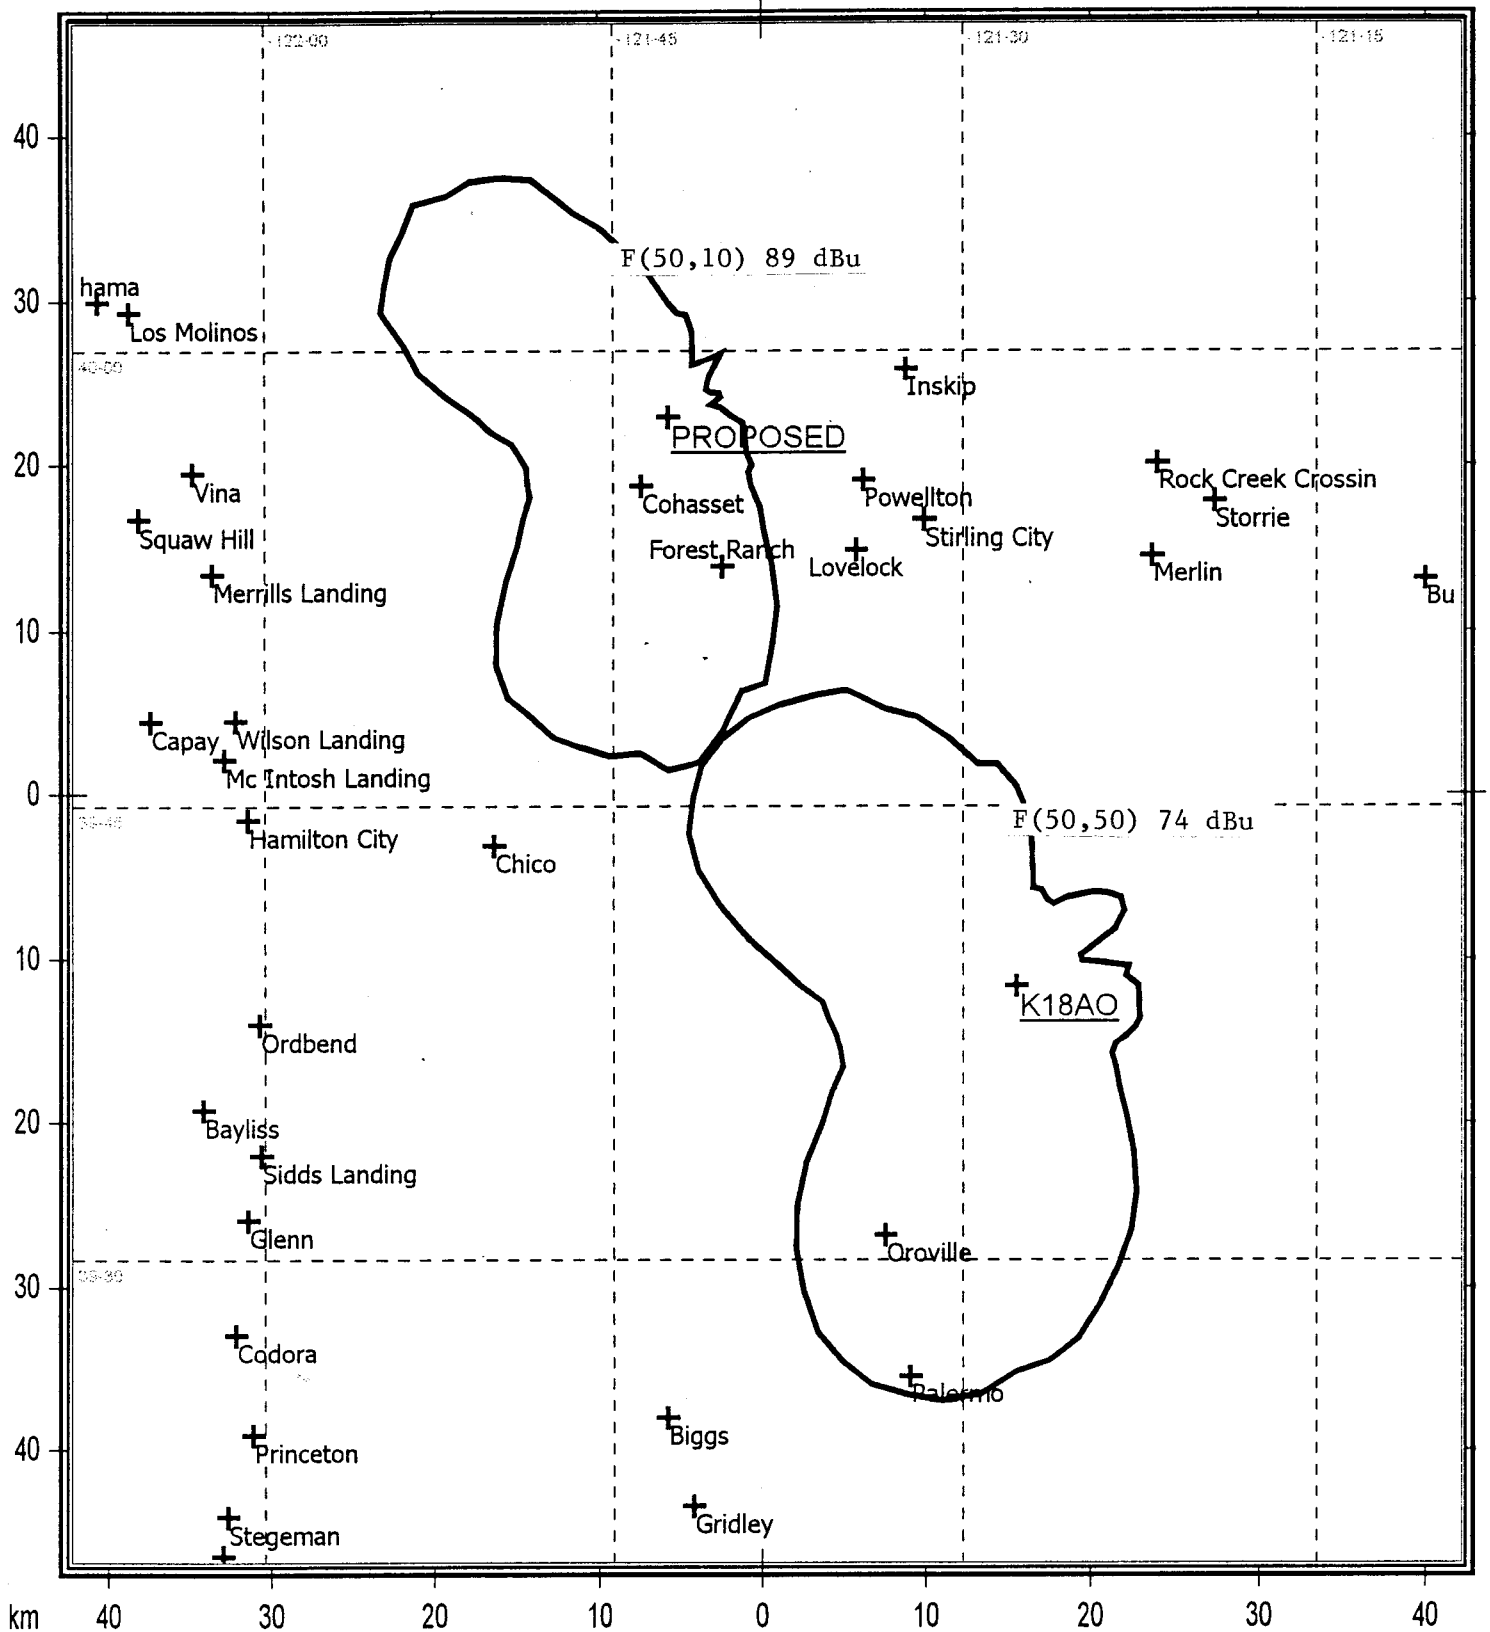 -122-00
-121-45
-121-30
-121-15
40
F(50,10) 89 dBu
hama
30
Los Molinos
40-00
Inskip
PROPOSED
20
Vina
Cohasset
Powellton
Rock Creek Crossin
Storrie
Squaw Hill
Stirling City
Forest Ranch
Lovelock
Merlin
Merrills Landing
Bu
10
Capay
Wilson Landing
Mc Intosh Landing
0
39-45
F(50,50) 74 dBu
Hamilton City
Chico
10
K18AO
Ordbend
20
Bayliss
Sidds Landing
Glenn
Oroville
39-30
30
Codora
Palermo
Biggs
40
Princeton
Gridley
Stegeman
km 40 30 20 10 0 10 20 30 40